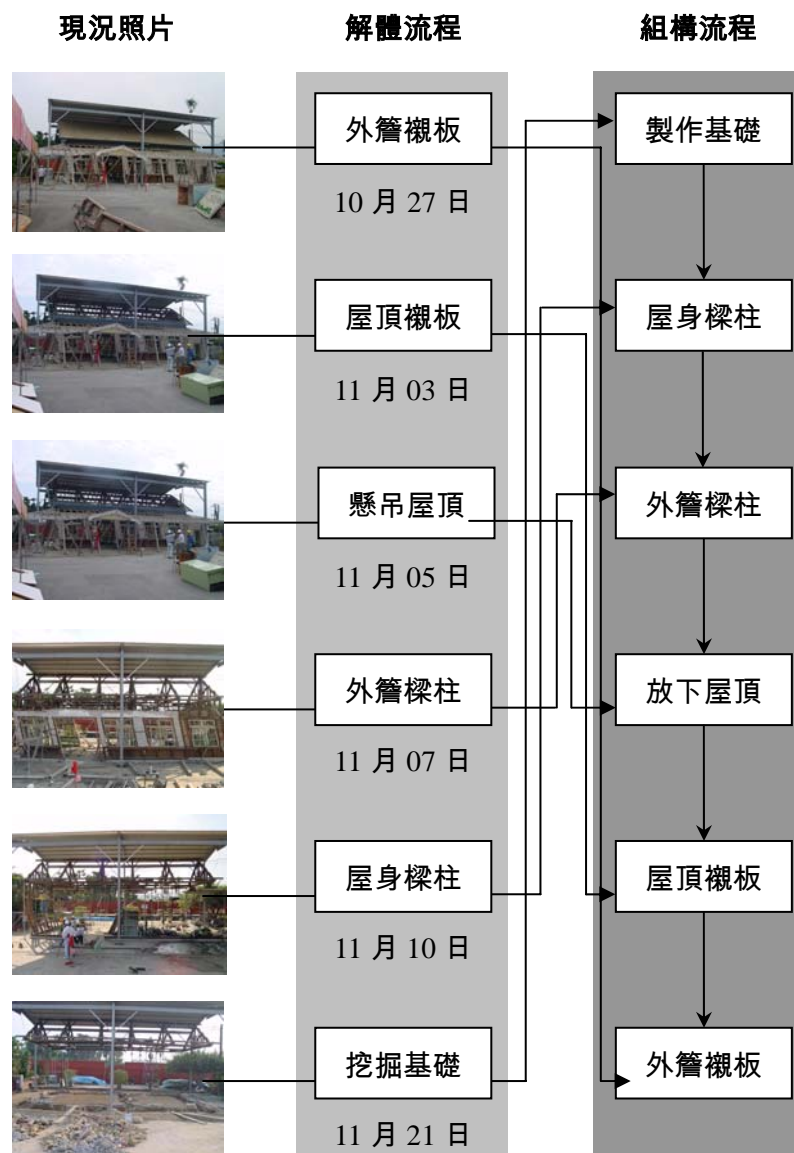 現況照片 解體流程 組構流程
外簷襯板 製作基礎
10 月 27 日
屋頂襯板 屋身樑柱
11 月 03 日
懸吊屋頂 外簷樑柱
11 月 05 日
外簷樑柱 放下屋頂
11 月 07 日
屋身樑柱 屋頂襯板
11 月 10 日
挖掘基礎 外簷襯板
11 月 21 日